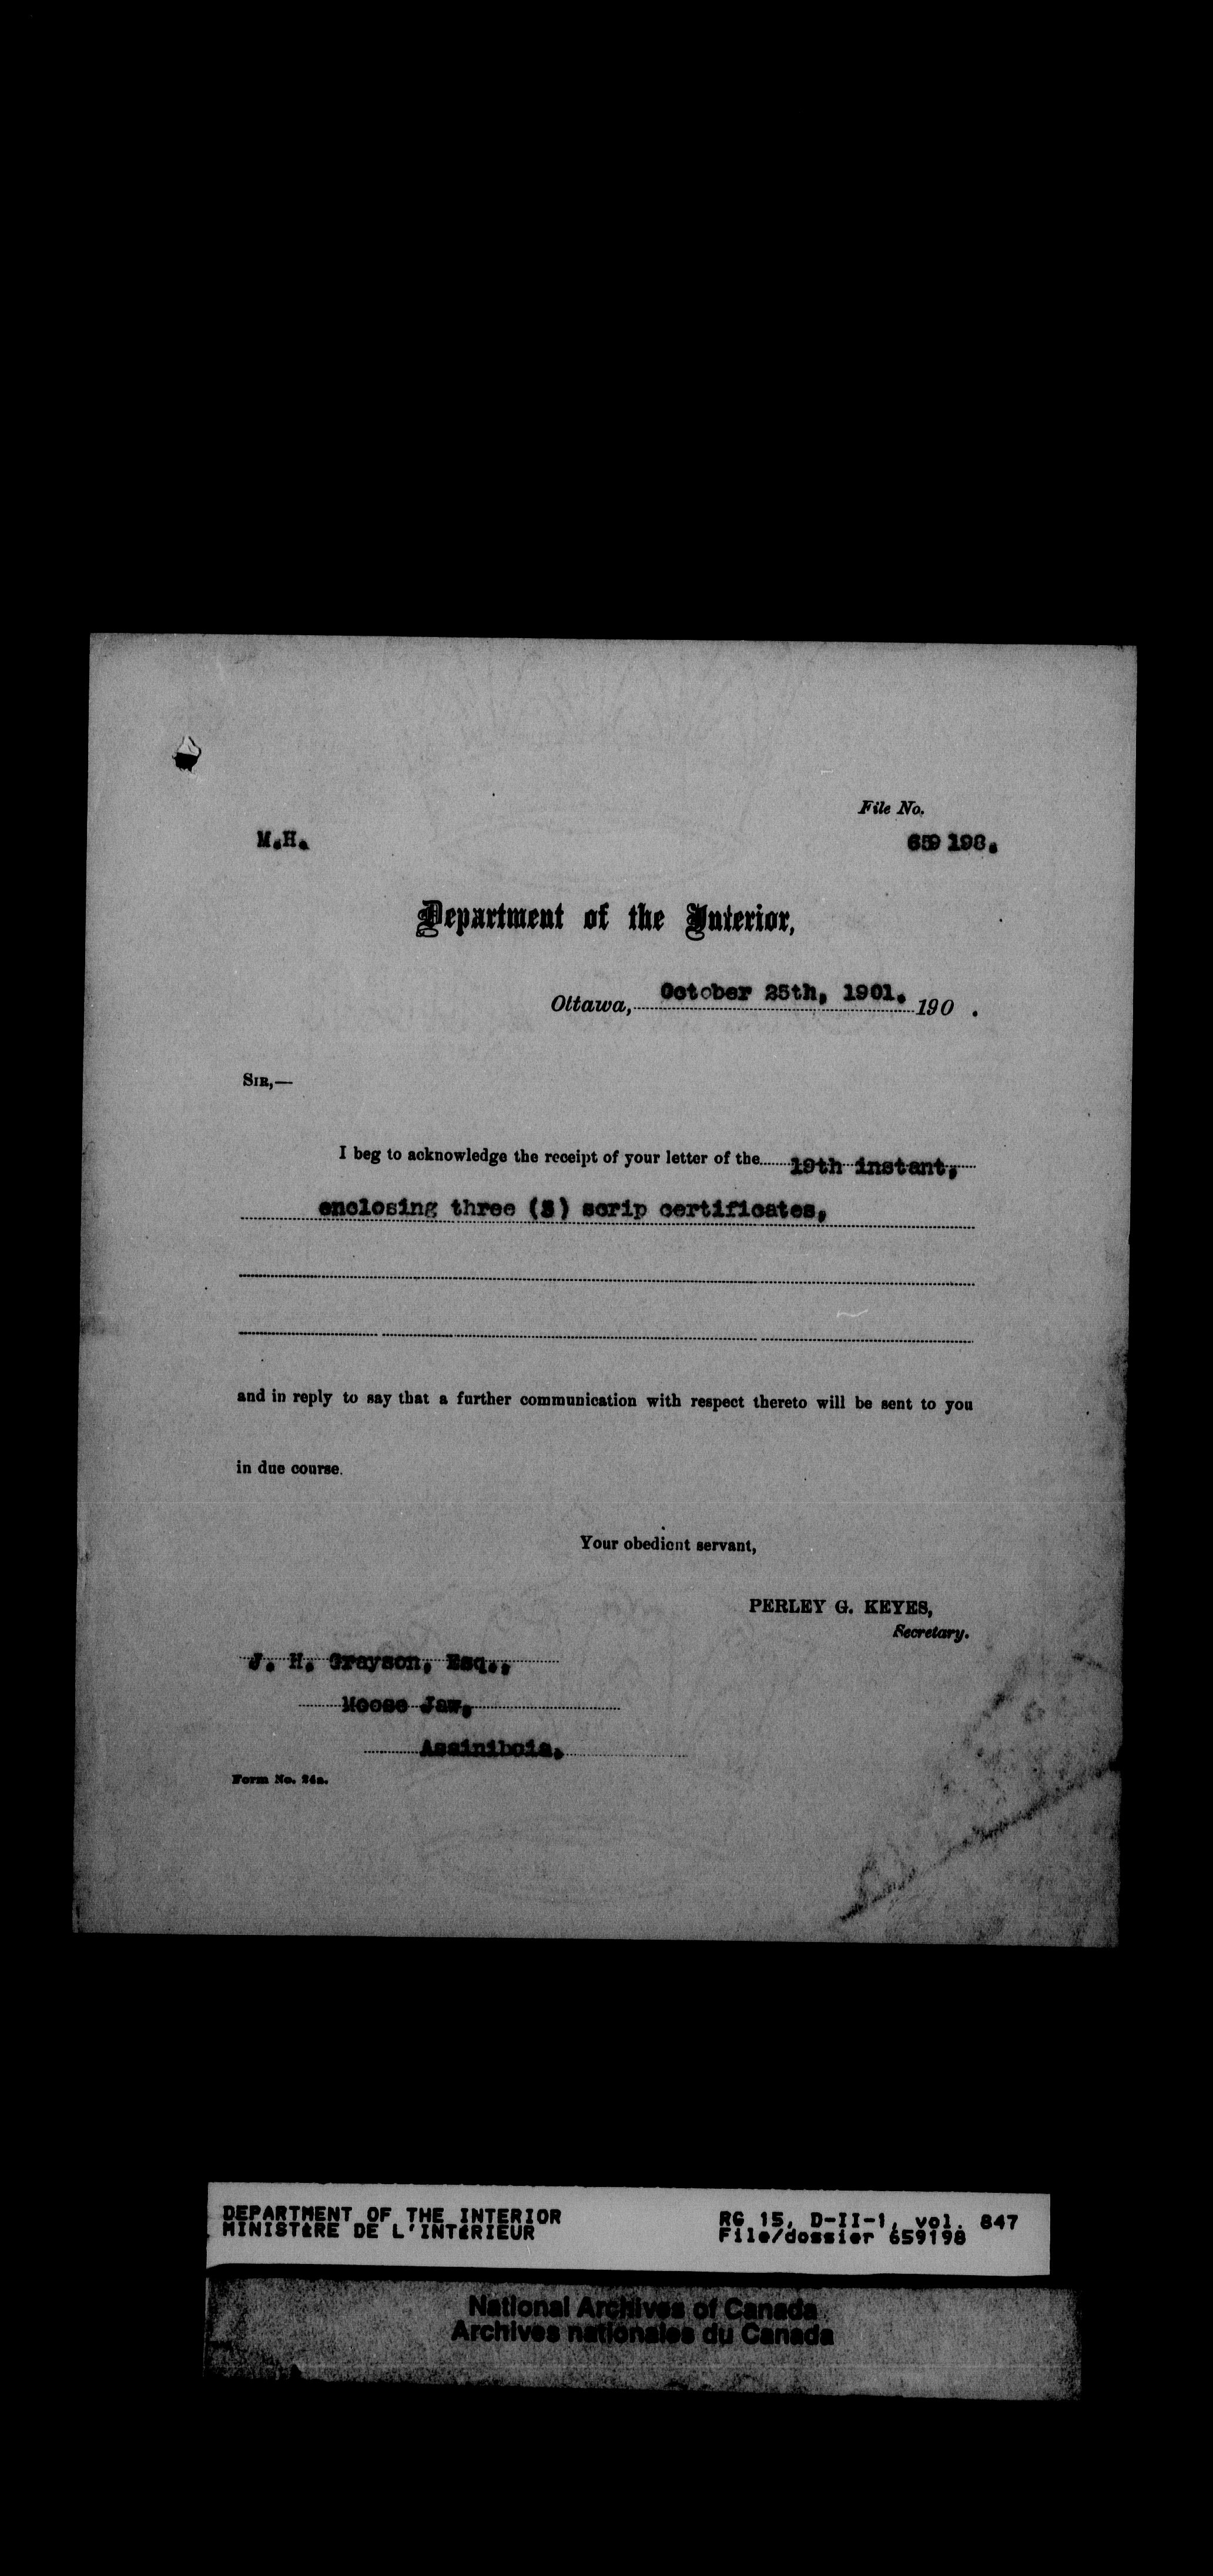 File No.
M.H.
659 198.
Department of the Interior,
Ottawa, October 25th, 1901. 190 .
SIR,—
I beg to acknowledge the receipt of your letter of the 19th instant,
enclosing three (3) scrip certificates,
and in reply to say that a further communication with respect thereto will be sent to you
in due course.
Your obedient servant,
PERLEY G. KEYES,
Secretary.
J. H. Grayson, Esq.,
Moose Jaw,
Assiniboia.
Form No. 24a.
DEPARTMENT OF THE INTERIOR
MINISTÈRE DE L'INTÉRIEUR
RG 15, D-II-1, vol. 847
File/dossier 659198
National Archives of Canada
Archives nationales du Canada